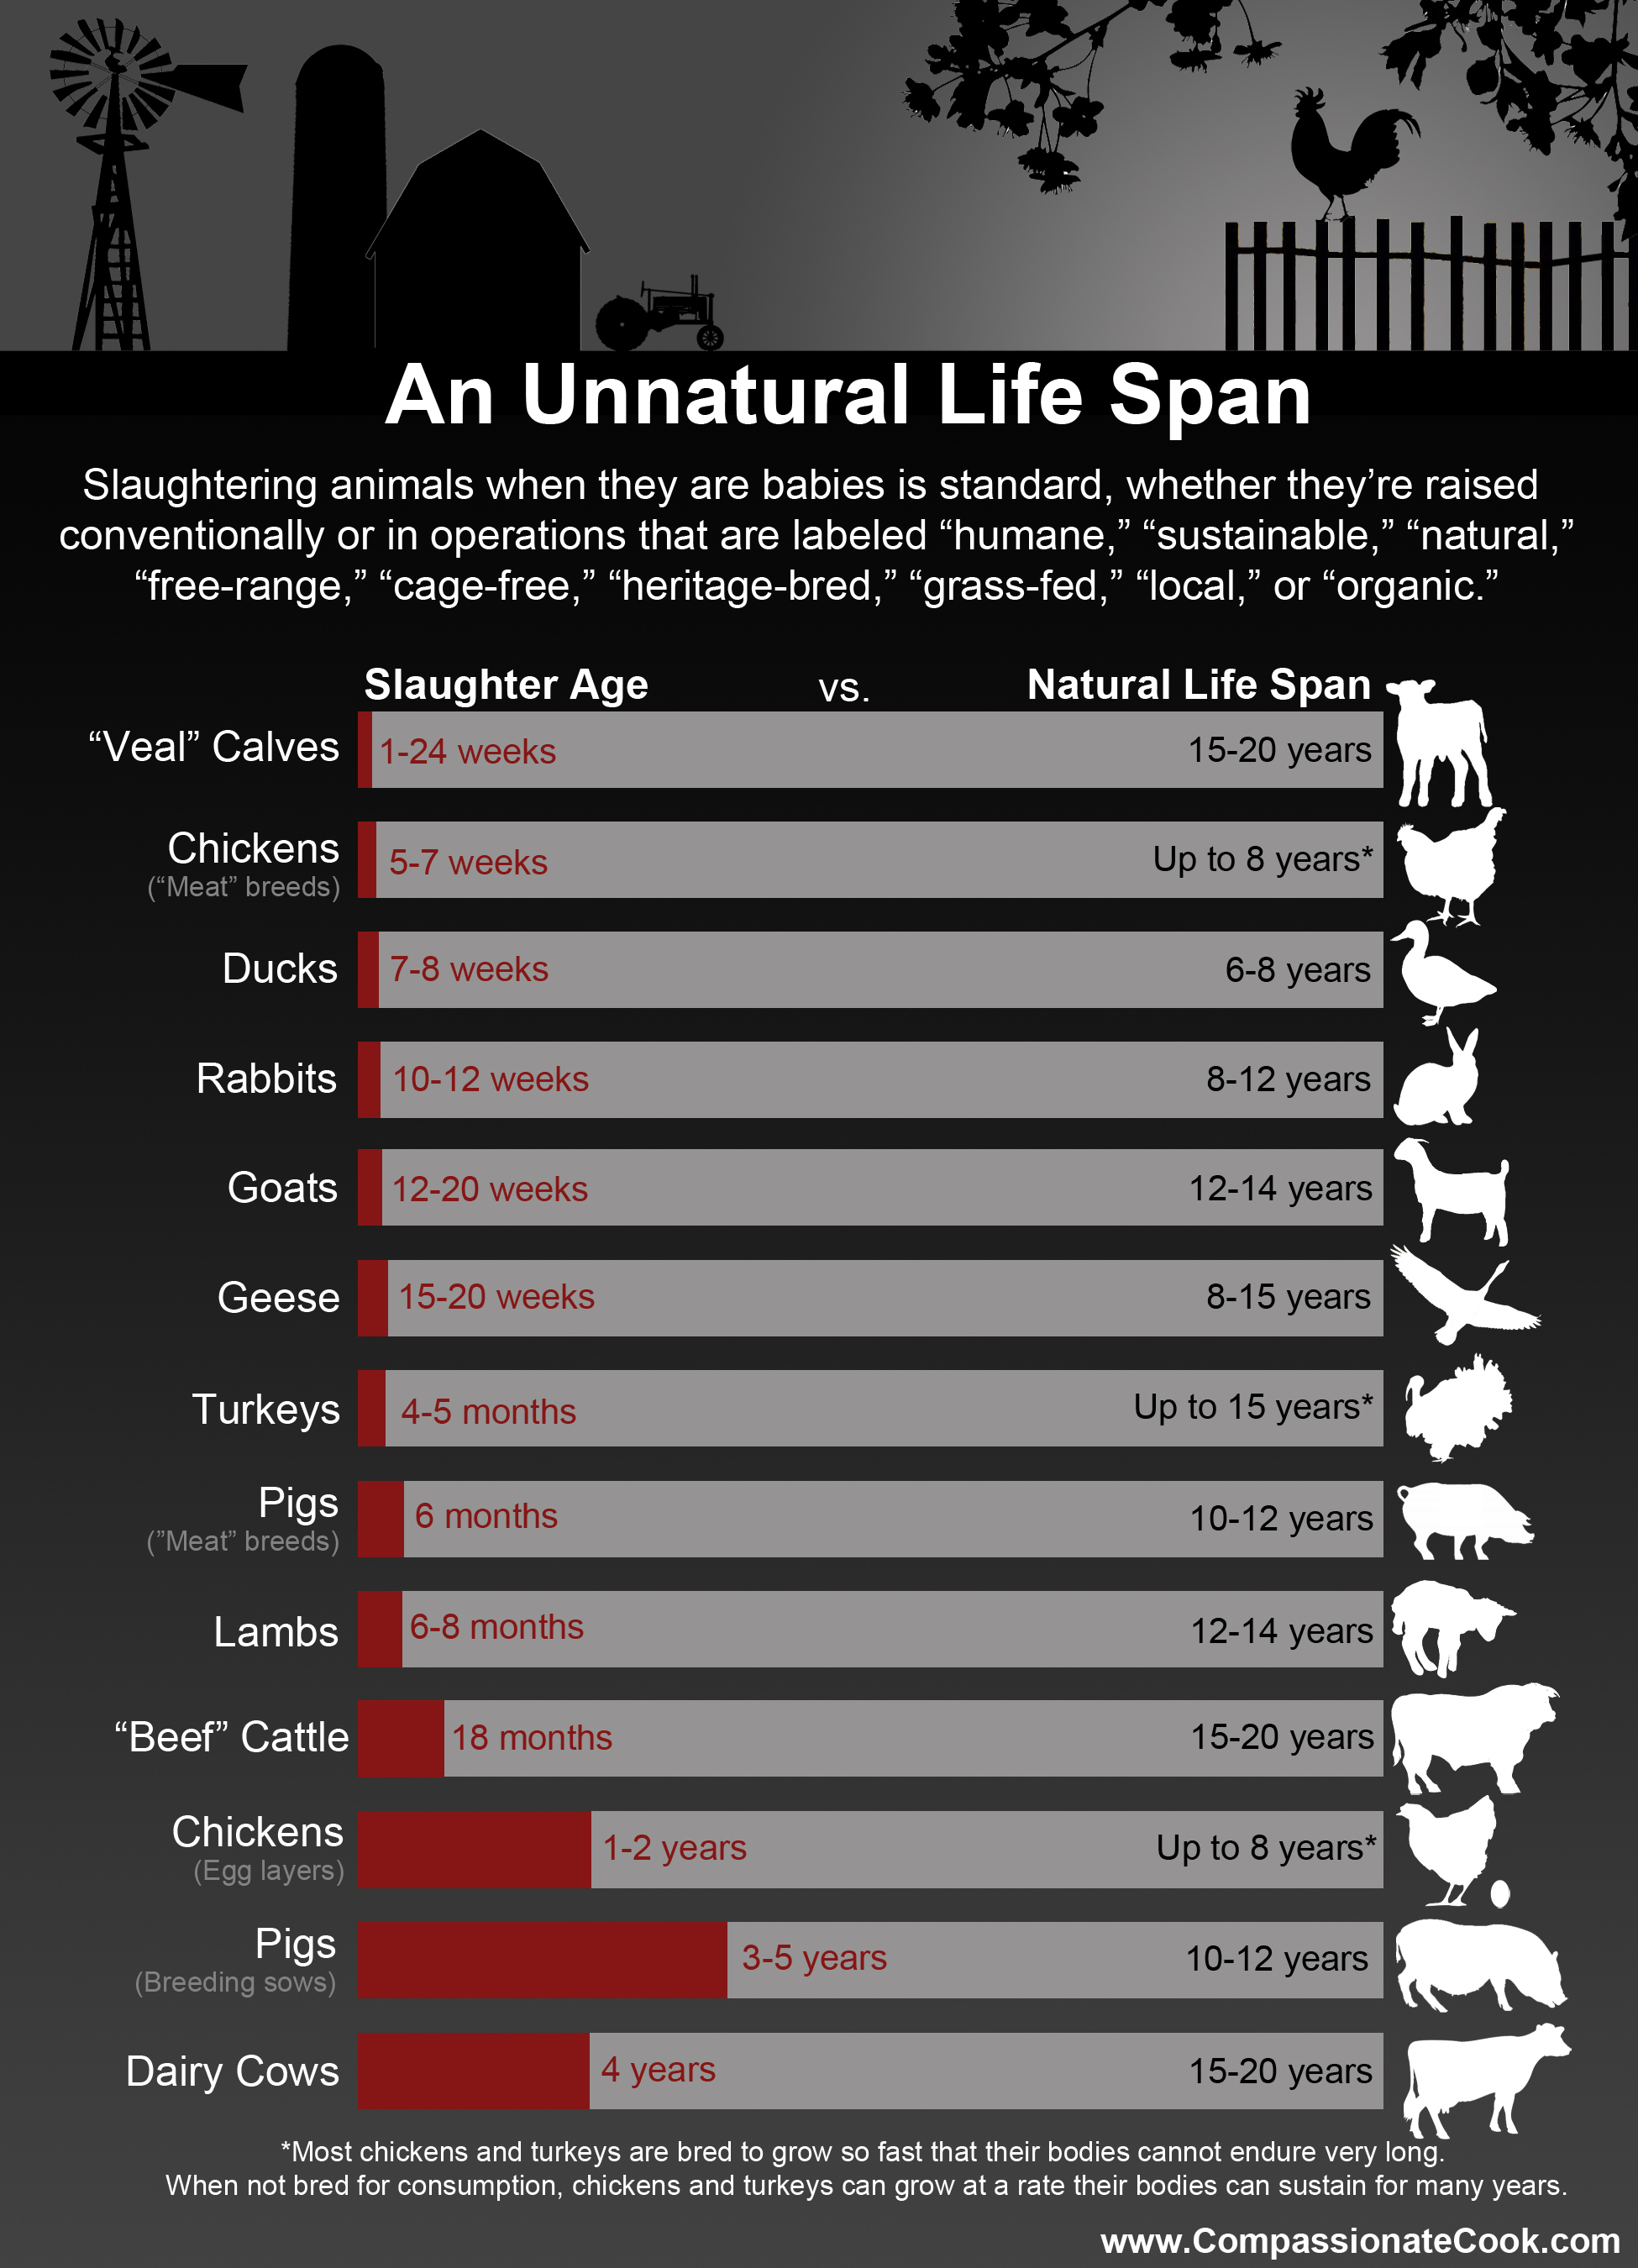 An Unnatural Life Span
Slaughtering animals when they are babies is standard, whether they’re raised
conventionally or in operations that are labeled “humane,” “sustainable,” “natural,”
“free-range,” “cage-free,” “heritage-bred,” “grass-fed,” “local,” or “organic.”
Slaughter Age vs. Natural Life Span
“Veal” Calves 1-24 weeks 15-20 years
Chickens 5-7 weeks Up to 8 years*
(“Meat” breeds)
Ducks 7-8 weeks 6-8 years
Rabbits 10-12 weeks 8-12 years
Goats 12-20 weeks 12-14 years
Geese 15-20 weeks 8-15 years
Turkeys 4-5 months Up to 15 years*
Pigs 6 months 10-12 years
(”Meat” breeds)
Lambs 6-8 months 12-14 years
“Beef” Cattle 18 months 15-20 years
Chickens 1-2 years Up to 8 years*
(Egg layers)
Pigs 3-5 years 10-12 years
(Breeding sows)
Dairy Cows 4 years 15-20 years
*Most chickens and turkeys are bred to grow so fast that their bodies cannot endure very long.
When not bred for consumption, chickens and turkeys can grow at a rate their bodies can sustain for many years.
www.CompassionateCook.com